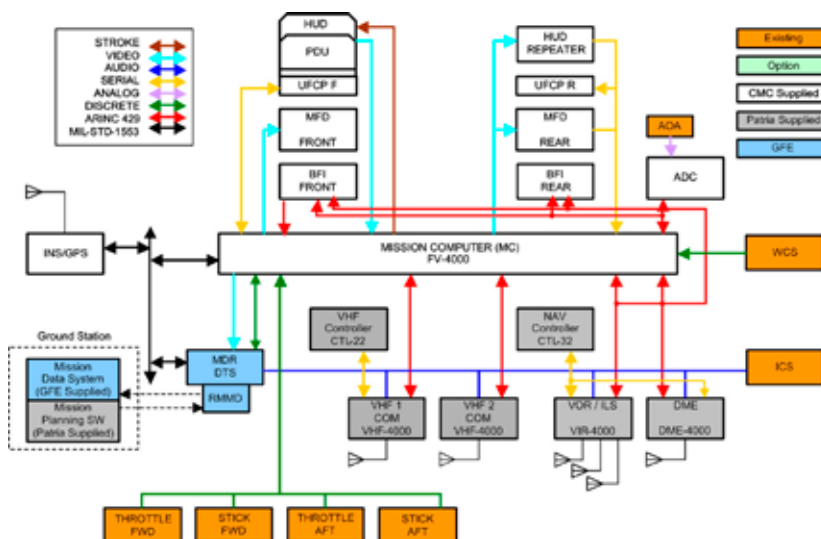 STROKE
VIDEO
AUDIO
SERIAL
ANALOG
DISCRETE
ARINC 429
MIL-STD-1553
HUD
PDU
UFCP F
MFD
FRONT
BFI
FRONT
HUD
REPEATER
UFCP R
MFD
REAR
BFI
REAR
AOA
ADC
Existing
Option
CMC Supplied
Patria Supplied
GFE
INS/GPS
MISSION COMPUTER (MC)
FV-4000
WCS
Ground Station
Mission
Data System
(GFE Supplied)
Mission
Planning SW
(Patria Supplied)
MDR
DTS
RMMD
VHF
Controller
CTL-22
NAV
Controller
CTL-32
ICS
VHF 1
COM
VHF-4000
VHF 2
COM
VHF-4000
VOR / ILS
VIR-4000
DME
DME-4000
THROTTLE
FWD
STICK
FWD
THROTTLE
AFT
STICK
AFT